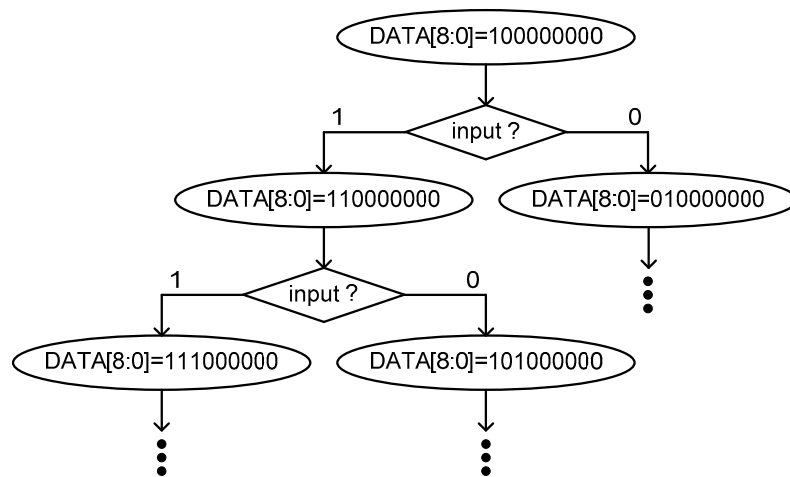 DATA[8:0]=100000000
1
input ?
0
DATA[8:0]=110000000
DATA[8:0]=010000000
1
input ?
0
DATA[8:0]=111000000
DATA[8:0]=101000000